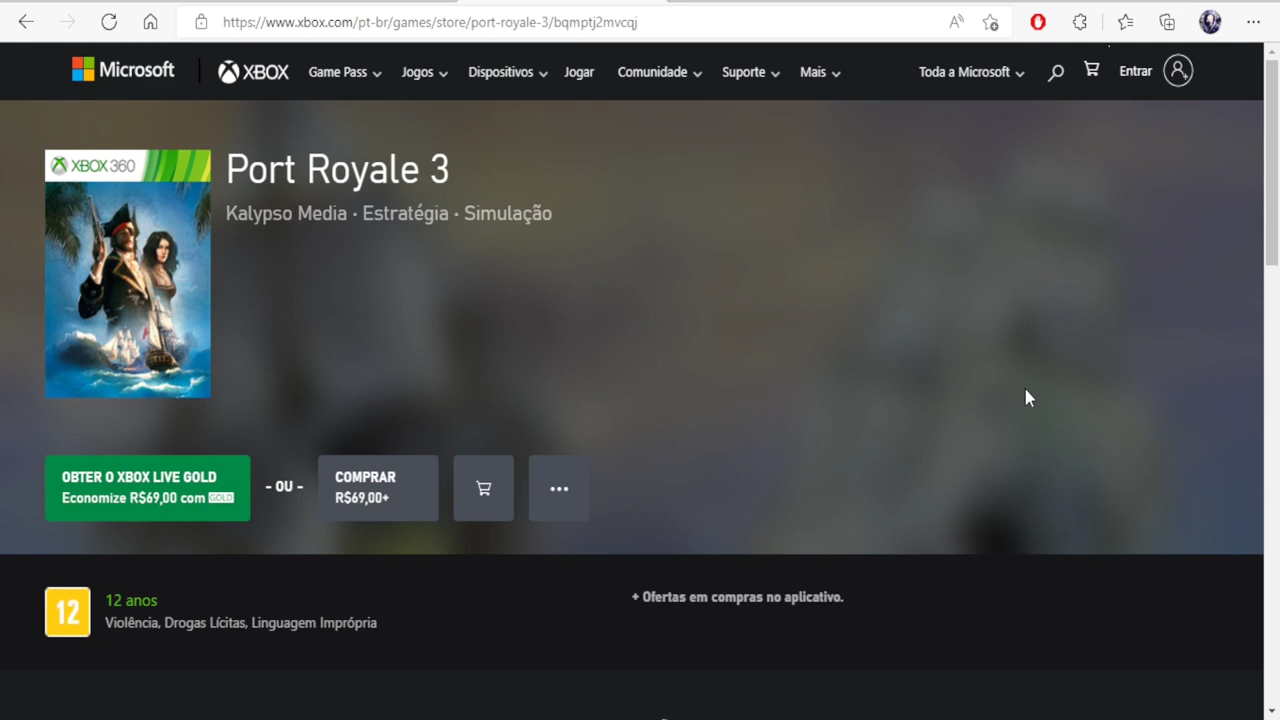 https://www.xbox.com/pt-br/games/store/port-royale-3/bqmptj2mvcqj
Microsoft
XBOX
Game Pass
Jogos
Dispositivos
Jogar
Comunidade
Suporte
Mais
Toda a Microsoft
Entrar
XBOX 360
Port Royale 3
Kalypso Media · Estratégia · Simulação
OBTER O XBOX LIVE GOLD
Economize R$69,00 com GOLD
- OU -
COMPRAR
R$69,00+
12
12 anos
Violência, Drogas Lícitas, Linguagem Imprópria
+ Ofertas em compras no aplicativo.